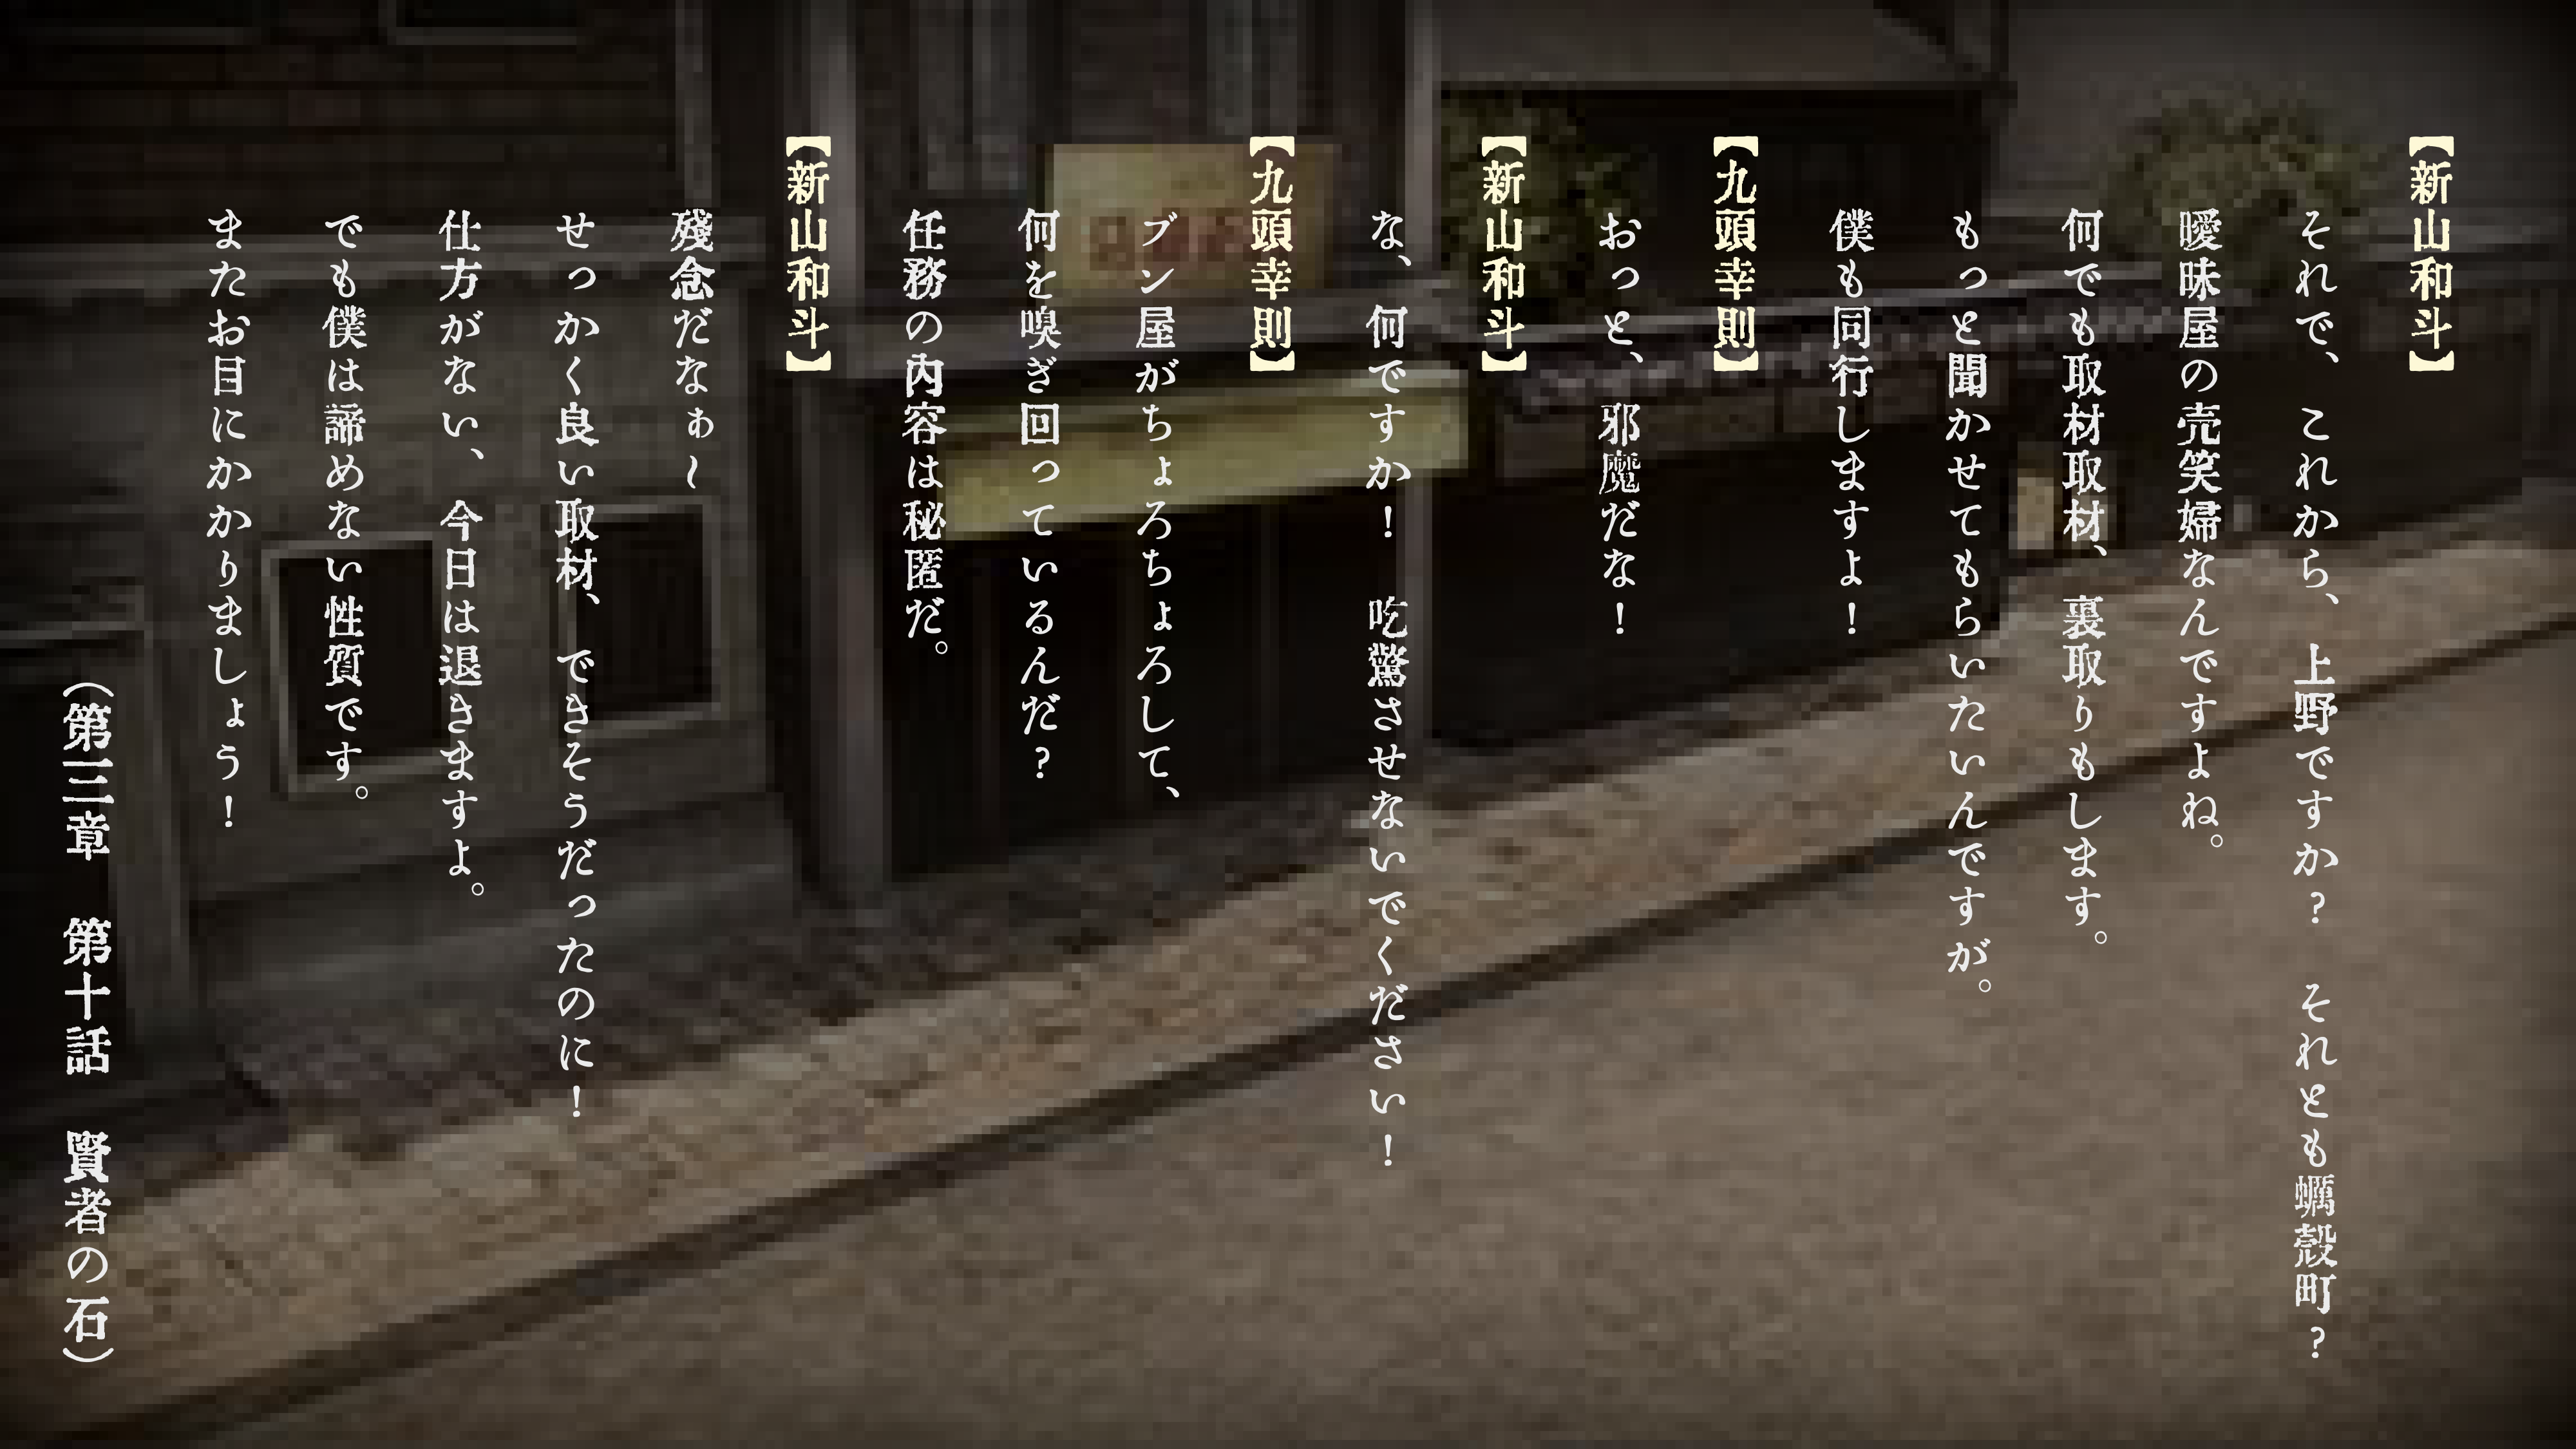 【新山和斗】
それで、これから、上野ですか？　それとも蠣殻町？
曖昧屋の売笑婦なんですよね。
何でも取材取材、裏取りもします。
もっと聞かせてもらいたいんですが。
僕も同行しますよ！
【九頭幸則】
おっと、邪魔だな！
【新山和斗】
な、何ですか！　吃驚させないでください！
【九頭幸則】
ブン屋がちょろちょろして、
何を嗅ぎ回っているんだ？
任務の内容は秘匿だ。
【新山和斗】
殘念だなぁ〜
せっかく良い取材、できそうだったのに！
仕方がない、今日は退きますよ。
でも僕は諦めない性質です。
またお目にかかりましょう！
（第三章　第十話　賢者の石）